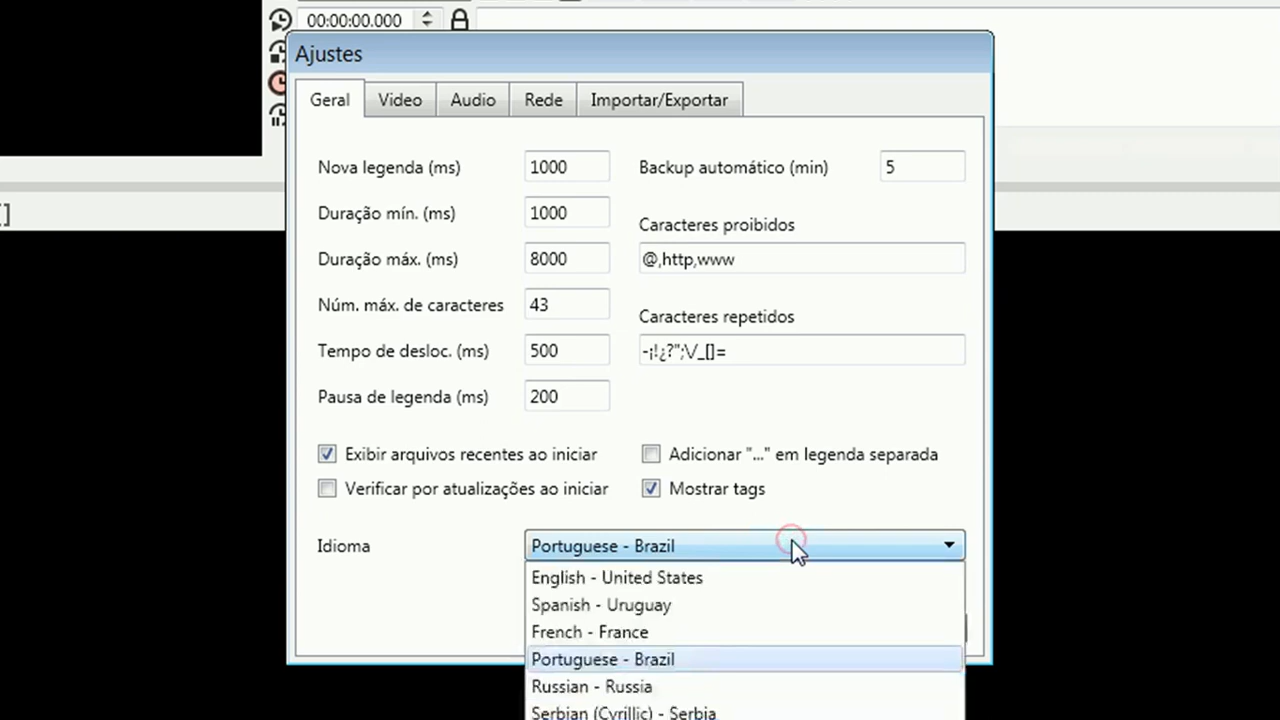 00:00:00.000
Ajustes
Geral Video Audio Rede Importar/Exportar
Nova legenda (ms) 1000 Backup automático (min) 5
Duração mín. (ms) 1000
Caracteres proibidos
Duração máx. (ms) 8000 @,http,www
Núm. máx. de caracteres 43
Caracteres repetidos
Tempo de desloc. (ms) 500 -¡!¿?";\/_[]=
Pausa de legenda (ms) 200
Exibir arquivos recentes ao iniciar Adicionar "..." em legenda separada
Verificar por atualizações ao iniciar Mostrar tags
Idioma Portuguese - Brazil
English - United States
Spanish - Uruguay
French - France
Portuguese - Brazil
Russian - Russia
Serbian (Cyrillic) - Serbia